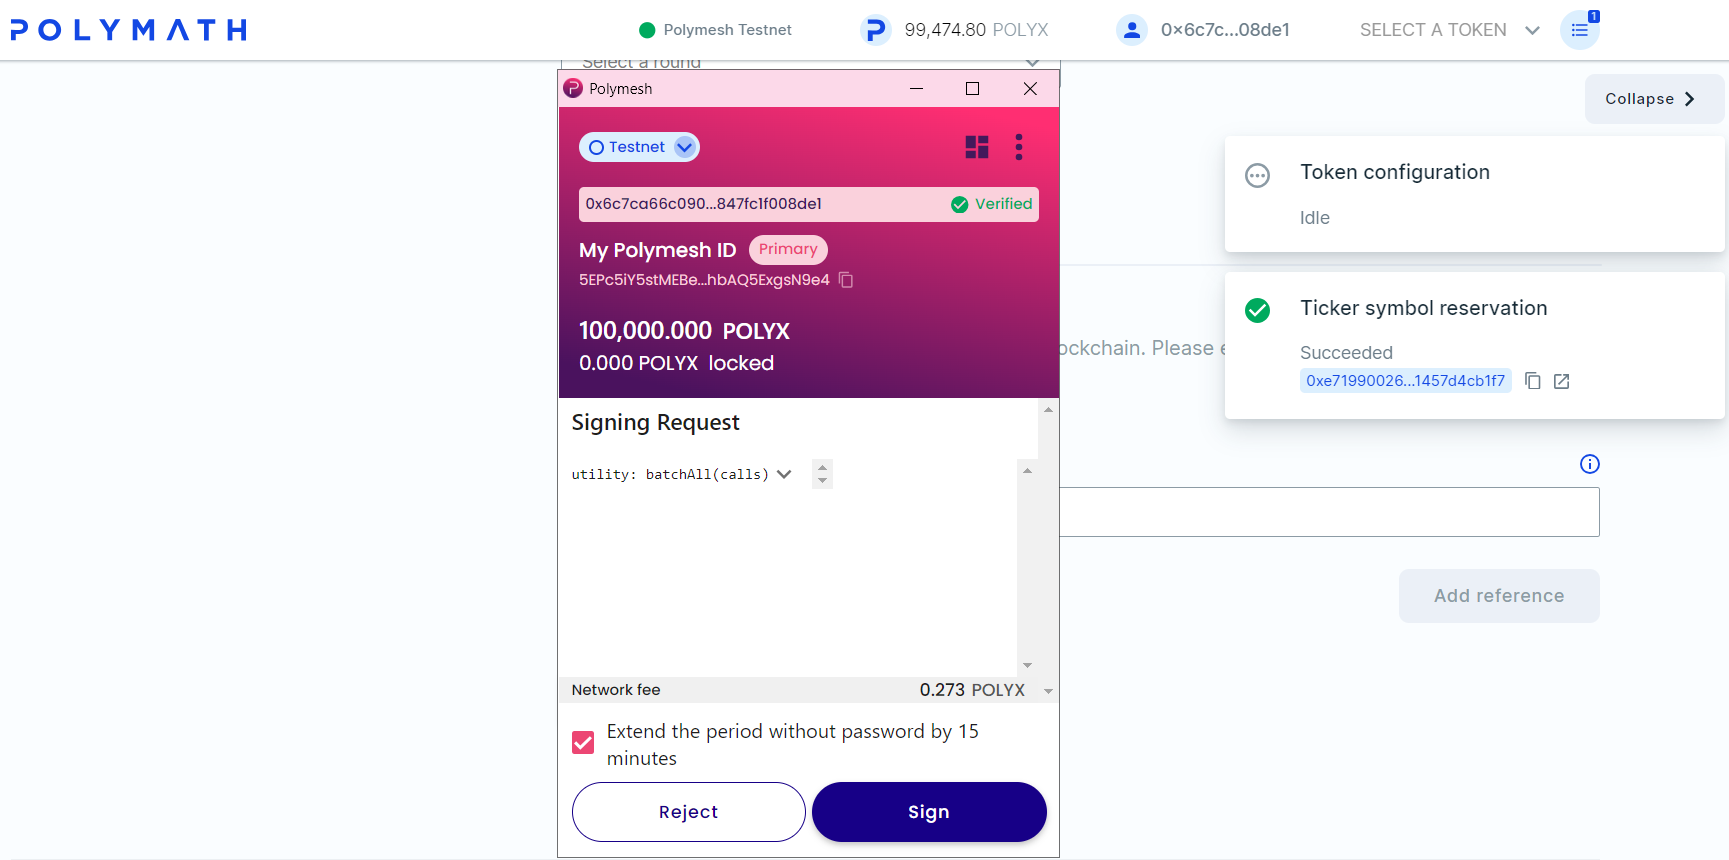 POLYMATH
Polymesh Testnet
99,474.80 POLYX
0x6c7c...08de1
SELECT A TOKEN
1
Select a round
Collapse
Polymesh
Testnet
0x6c7ca66c090...847fc1f008de1
Verified
My Polymesh ID
Primary
5EPc5iY5stMEBe...hbAQ5ExgsN9e4
100,000.000 POLYX
0.000 POLYX locked
Signing Request
utility: batchAll(calls)
Network fee
0.273 POLYX
Extend the period without password by 15
minutes
Reject
Sign
Token configuration
Idle
Ticker symbol reservation
Succeeded
0xe71990026...1457d4cb1f7
ockchain. Please e
Add reference